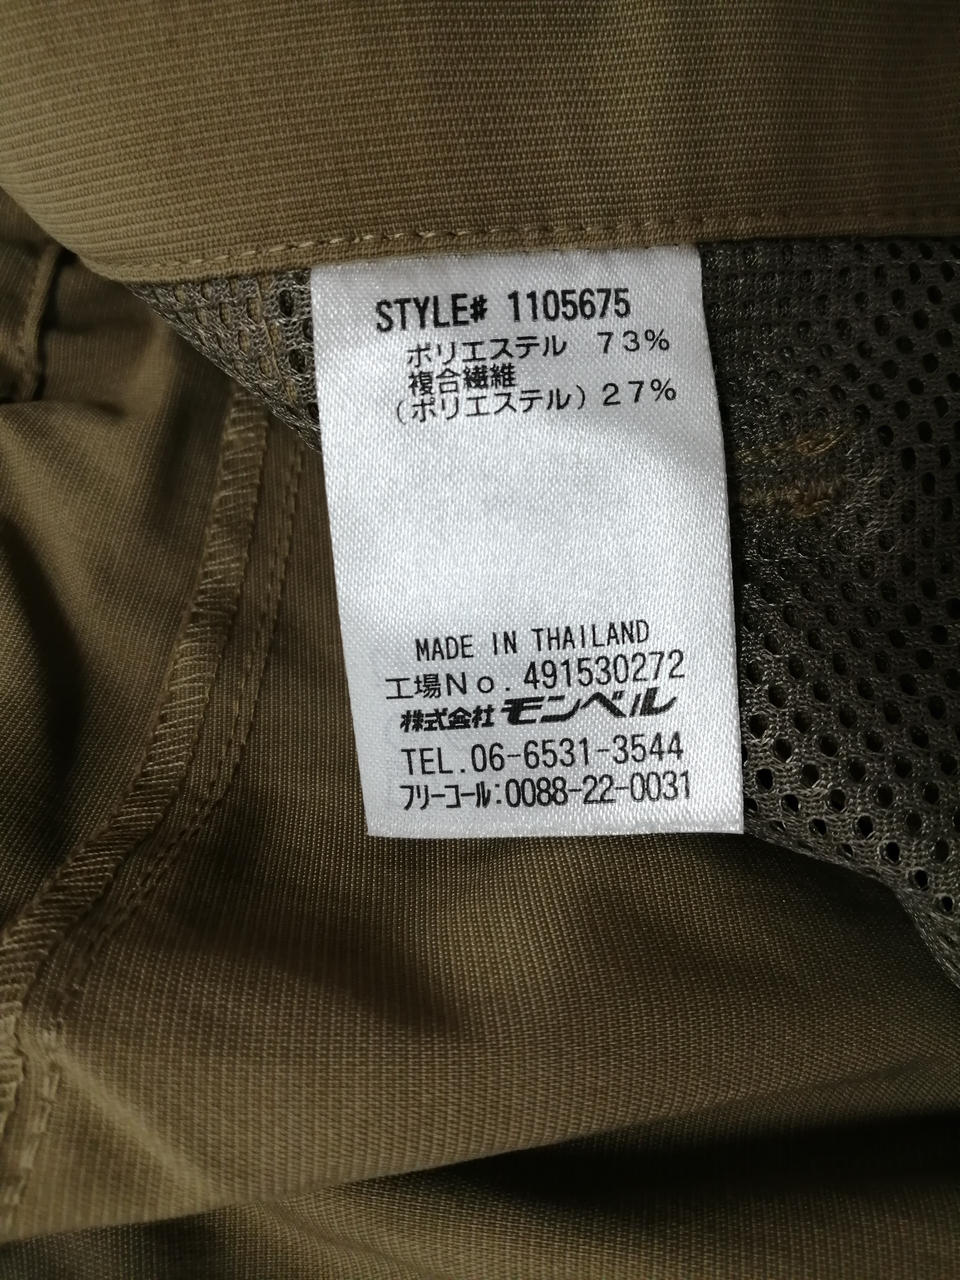 STYLE# 1105675
ポリエステル 73%
複合繊維
(ポリエステル)27%
MADE IN THAILAND
工場No.491530272
株式会社モンベル
TEL.06-6531-3544
フリーコール:0088-22-0031